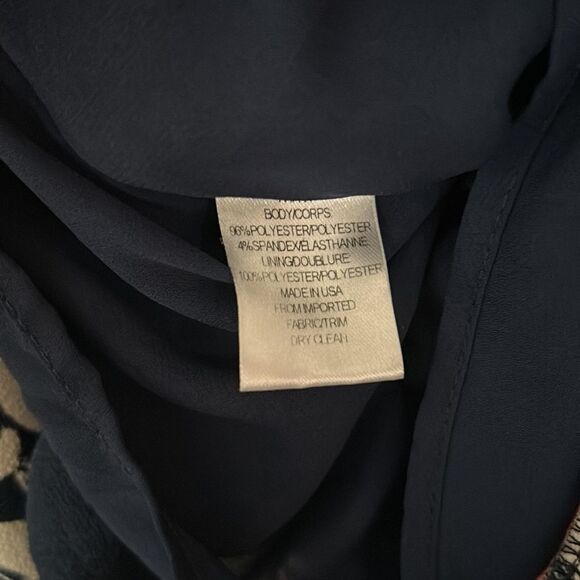 BODY/CORPS
96%POLYESTER/POLYESTER
4%SPANDEX/ÉLASTHANNE
LINING/DOUBLURE
100%POLYESTER/POLYESTER
MADE IN USA
FROM IMPORTED
FABRIC/TRIM
DRY CLEAN